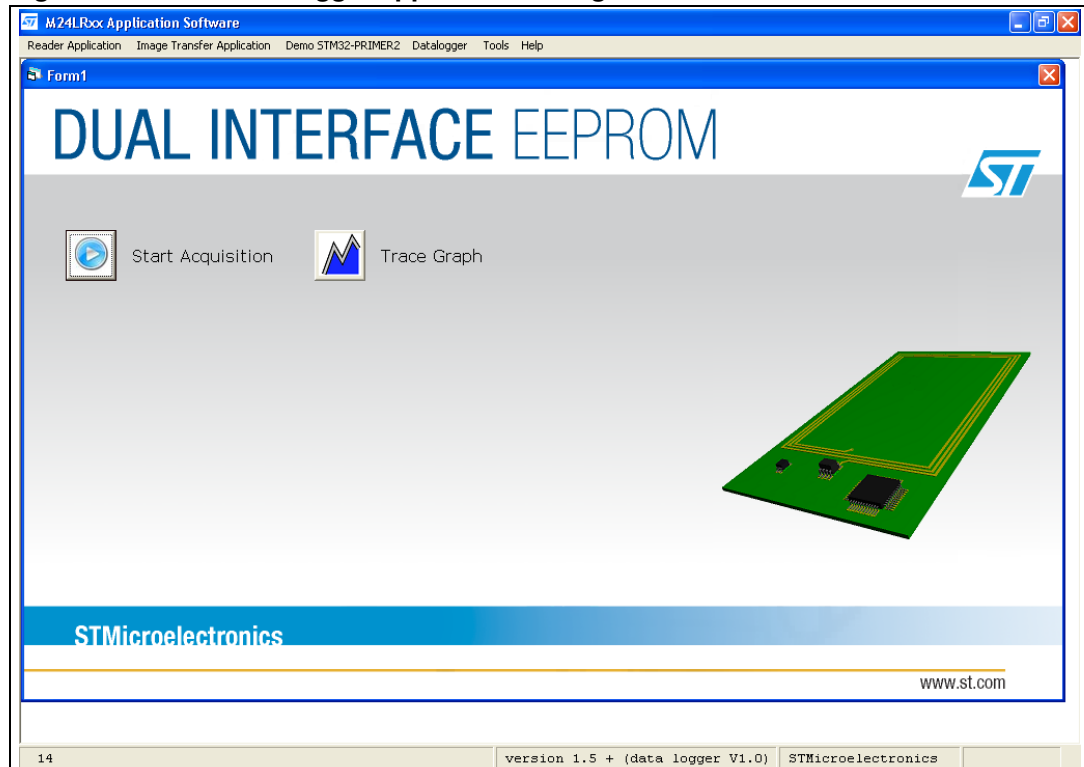 M24LRxx Application Software
Reader Application Image Transfer Application Demo STM32-PRIMER2 Datalogger Tools Help
Form1
DUAL INTERFACE EEPROM
ST
Start Acquisition Trace Graph
STMicroelectronics
www.st.com
14 version 1.5 + (data logger V1.0) STMicroelectronics